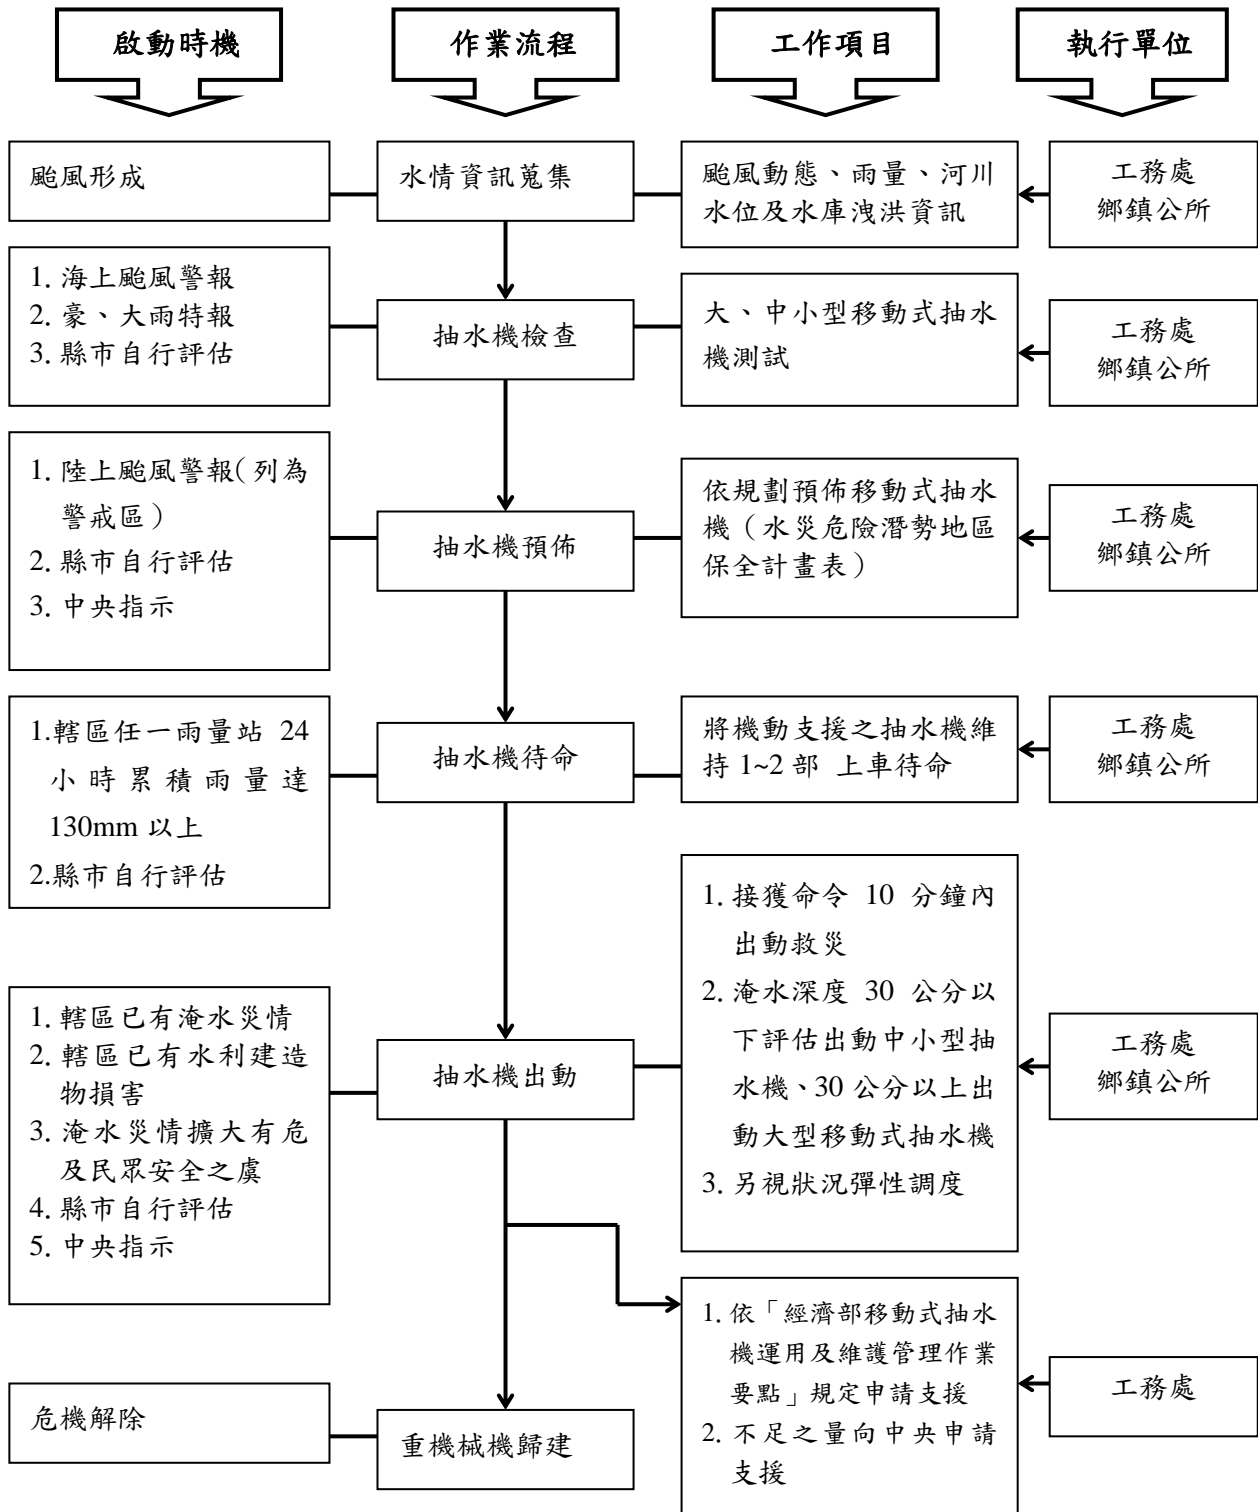 啟動時機
作業流程
工作項目
執行單位
颱風形成
水情資訊蒐集
颱風動態、雨量、河川
水位及水庫洩洪資訊
工務處
鄉鎮公所
1. 海上颱風警報
2. 豪、大雨特報
3. 縣市自行評估
抽水機檢查
大、中小型移動式抽水
機測試
工務處
鄉鎮公所
1. 陸上颱風警報(列為
警戒區)
2. 縣市自行評估
3. 中央指示
抽水機預佈
依規劃預佈移動式抽水
機(水災危險潛勢地區
保全計畫表)
工務處
鄉鎮公所
1.轄區任一雨量站 24
小時累積雨量達
130mm 以上
2.縣市自行評估
抽水機待命
將機動支援之抽水機維
持 1~2 部 上車待命
工務處
鄉鎮公所
1. 轄區已有淹水災情
2. 轄區已有水利建造
物損害
3. 淹水災情擴大有危
及民眾安全之虞
4. 縣市自行評估
5. 中央指示
抽水機出動
1. 接獲命令 10 分鐘內
出動救災
2. 淹水深度 30 公分以
下評估出動中小型抽
水機、30 公分以上出
動大型移動式抽水機
3. 另視狀況彈性調度
工務處
鄉鎮公所
1. 依「經濟部移動式抽水
機運用及維護管理作業
要點」規定申請支援
2. 不足之量向中央申請
支援
工務處
危機解除
重機械機歸建